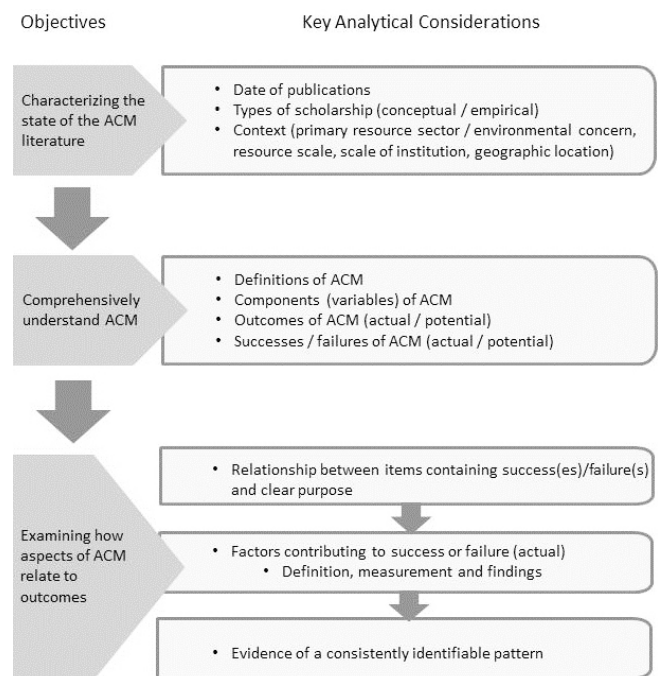 Objectives
Key Analytical Considerations
Characterizing the
state of the ACM
literature
• Date of publications
• Types of scholarship (conceptual / empirical)
• Context (primary resource sector / environmental concern,
resource scale, scale of institution, geographic location)
Comprehensively
understand ACM
• Definitions of ACM
• Components (variables) of ACM
• Outcomes of ACM (actual / potential)
• Successes / failures of ACM (actual / potential)
Examining how
aspects of ACM
relate to
outcomes
• Relationship between items containing success(es)/failure(s)
and clear purpose
• Factors contributing to success or failure (actual)
• Definition, measurement and findings
• Evidence of a consistently identifiable pattern